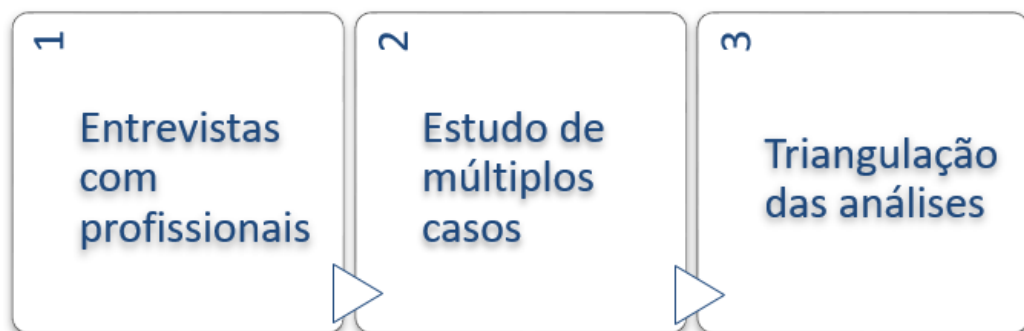 1
Entrevistas
com
profissionais
2
Estudo de
múltiplos
casos
3
Triangulação
das análises